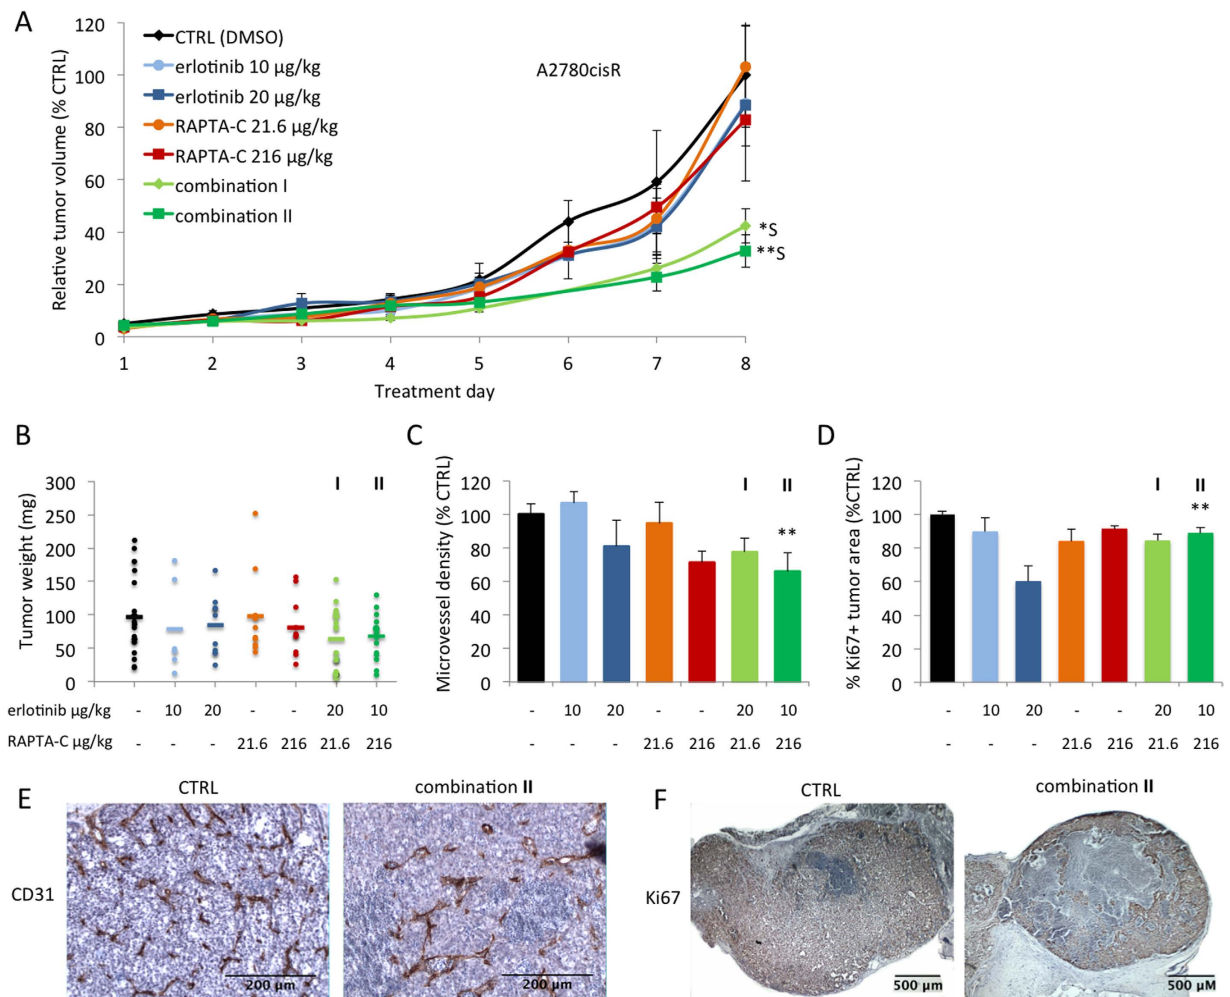 A
Relative tumor volume (% CTRL)
120
100
80
60
40
20
0
CTRL (DMSO)
erlotinib 10 µg/kg
erlotinib 20 µg/kg
RAPTA-C 21.6 µg/kg
RAPTA-C 216 µg/kg
combination I
combination II
A2780cisR
*S
**S
1 2 3 4 5 6 7 8
Treatment day
B
Tumor weight (mg)
300
250
200
150
100
50
0
I II
erlotinib µg/kg - 10 20 - - 20 10
RAPTA-C µg/kg - - - 21.6 216 21.6 216
C
Microvessel density (% CTRL)
120
100
80
60
40
20
0
I II
**
- 10 20 - - 20 10
- - - 21.6 216 21.6 216
D
% Ki67+ tumor area (%CTRL)
120
100
80
60
40
20
0
I II
**
- 10 20 - - 20 10
- - - 21.6 216 21.6 216
E
CTRL
combination II
CD31
200 µM
200 µM
F
CTRL
combination II
Ki67
500 µm
500 µM